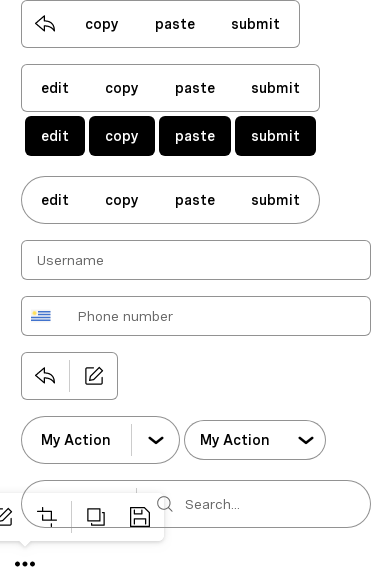 copy paste submit
edit copy paste submit
edit copy paste submit
edit copy paste submit
Username
Phone number
My Action My Action
Search...